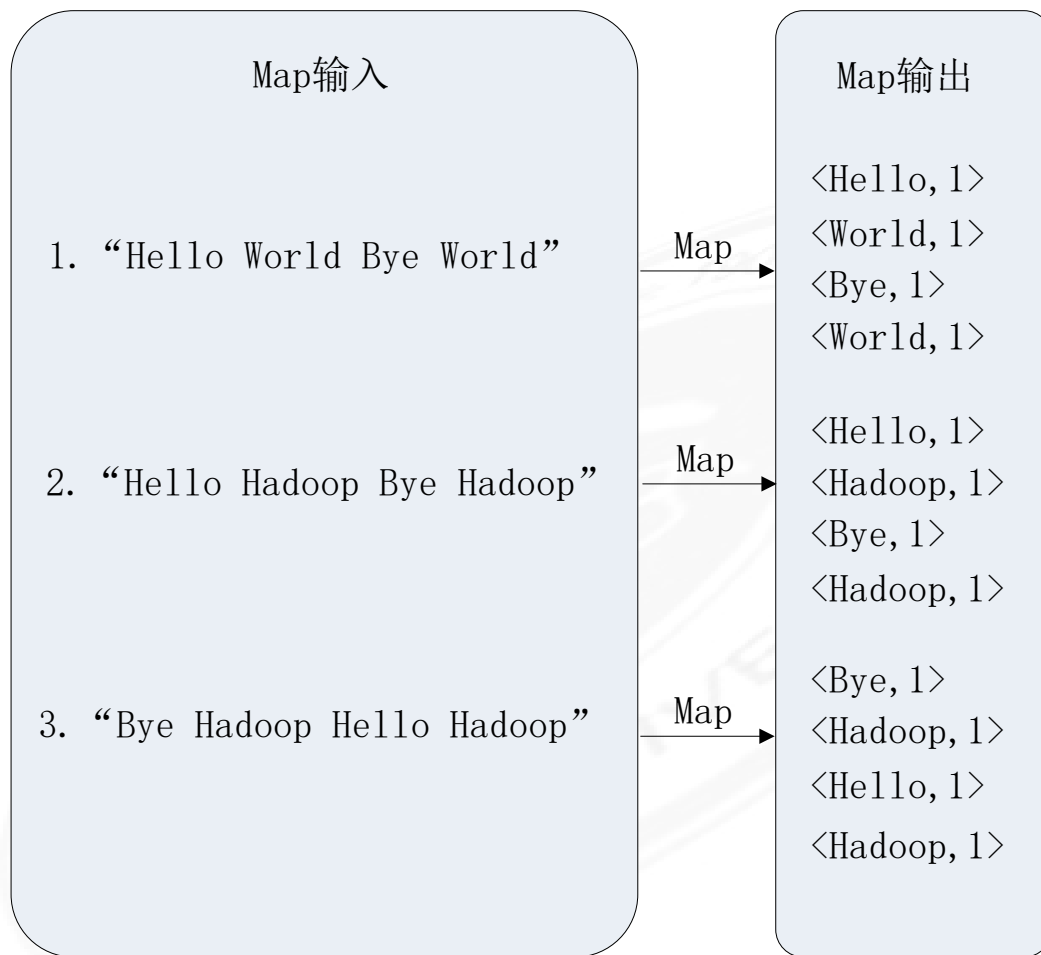 Map输入
1. “Hello World Bye World”
2. “Hello Hadoop Bye Hadoop”
3. “Bye Hadoop Hello Hadoop”
Map
Map
Map
Map输出
<Hello,1>
<World,1>
<Bye,1>
<World,1>
<Hello,1>
<Hadoop,1>
<Bye,1>
<Hadoop,1>
<Bye,1>
<Hadoop,1>
<Hello,1>
<Hadoop,1>